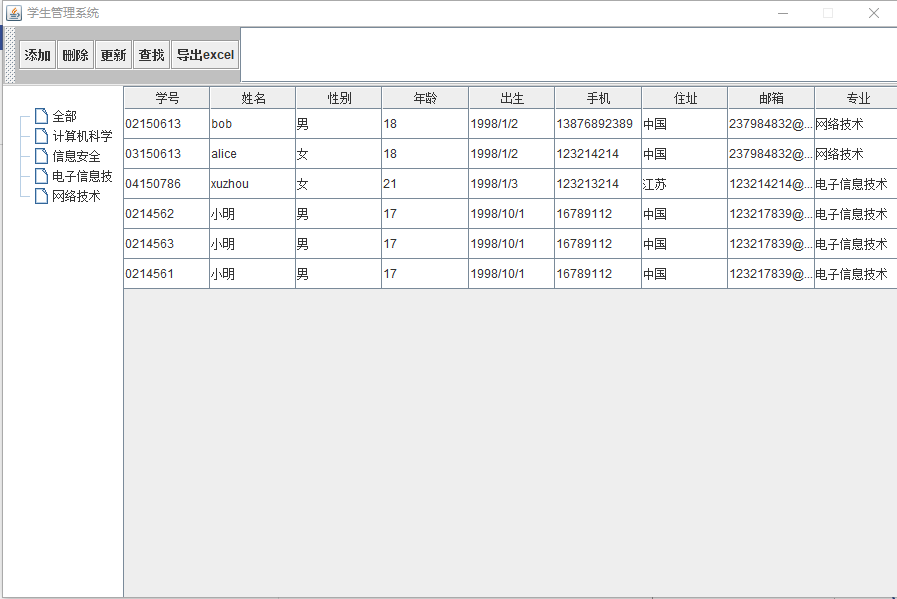 学生管理系统
添加 删除 更新 查找 导出excel
全部
计算机科学
信息安全
电子信息技
网络技术
学号 姓名 性别 年龄 出生 手机 住址 邮箱 专业
02150613 bob 男 18 1998/1/2 13876892389 中国 237984832@... 网络技术
03150613 alice 女 18 1998/1/2 123214214 中国 237984832@... 网络技术
04150786 xuzhou 女 21 1998/1/3 123213214 江苏 123214214@... 电子信息技术
0214562 小明 男 17 1998/10/1 16789112 中国 123217839@... 电子信息技术
0214563 小明 男 17 1998/10/1 16789112 中国 123217839@... 电子信息技术
0214561 小明 男 17 1998/10/1 16789112 中国 123217839@... 电子信息技术